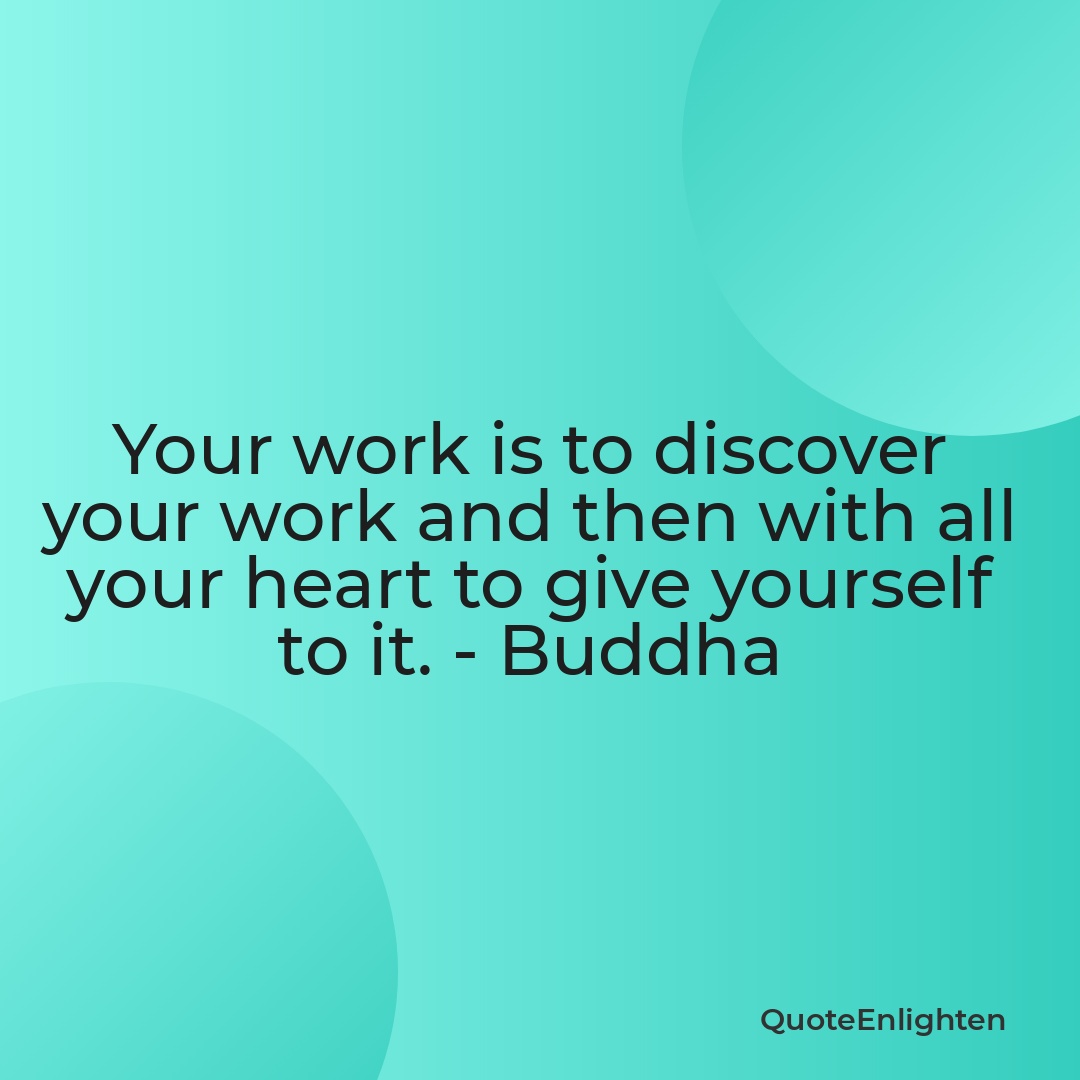 Your work is to discover
your work and then with all
your heart to give yourself
to it. - Buddha
QuoteEnlighten